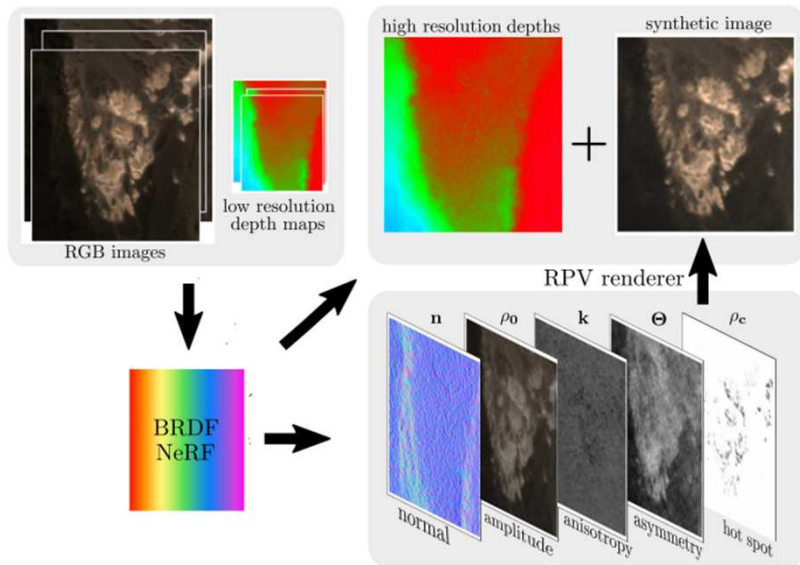 high resolution depths
synthetic image
low resolution
depth maps
RGB images
RPV renderer
n
ρ₀
k
Θ
ρ_c
BRDF
NeRF
normal
amplitude
anisotropy
asymmetry
hot spot